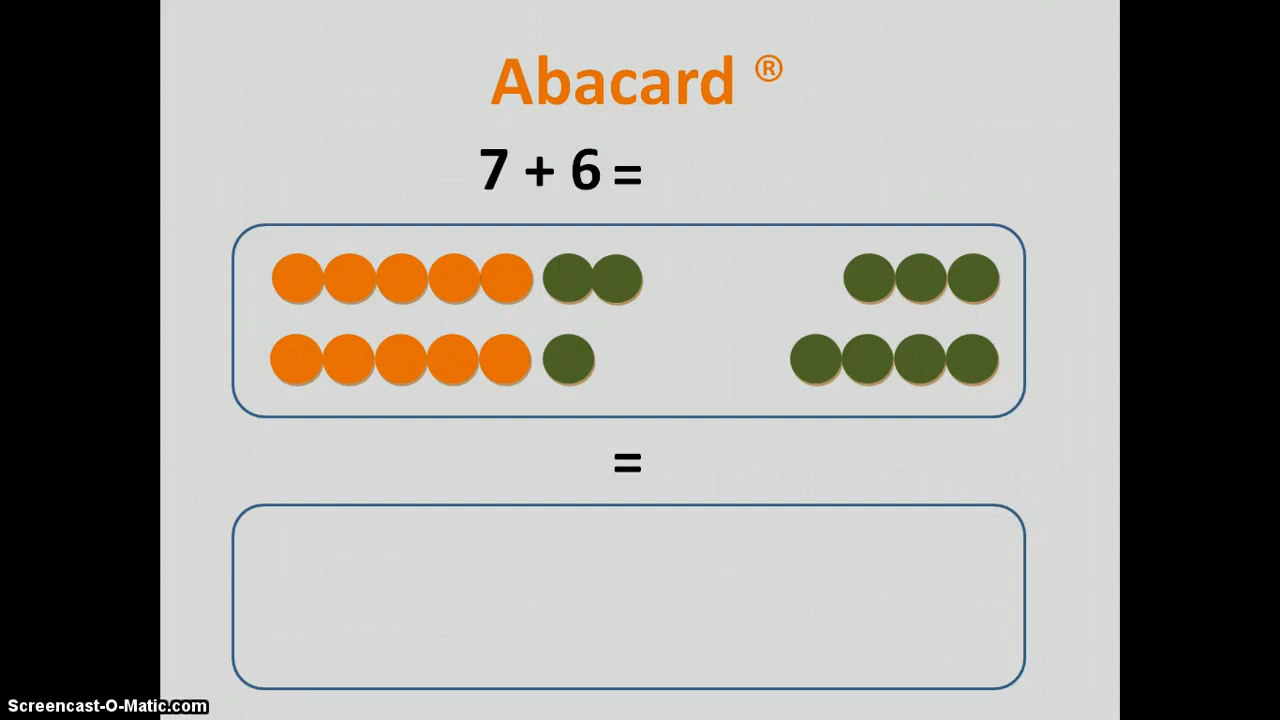 Abacard ®
7 + 6 =
=
Screencast-O-Matic.com